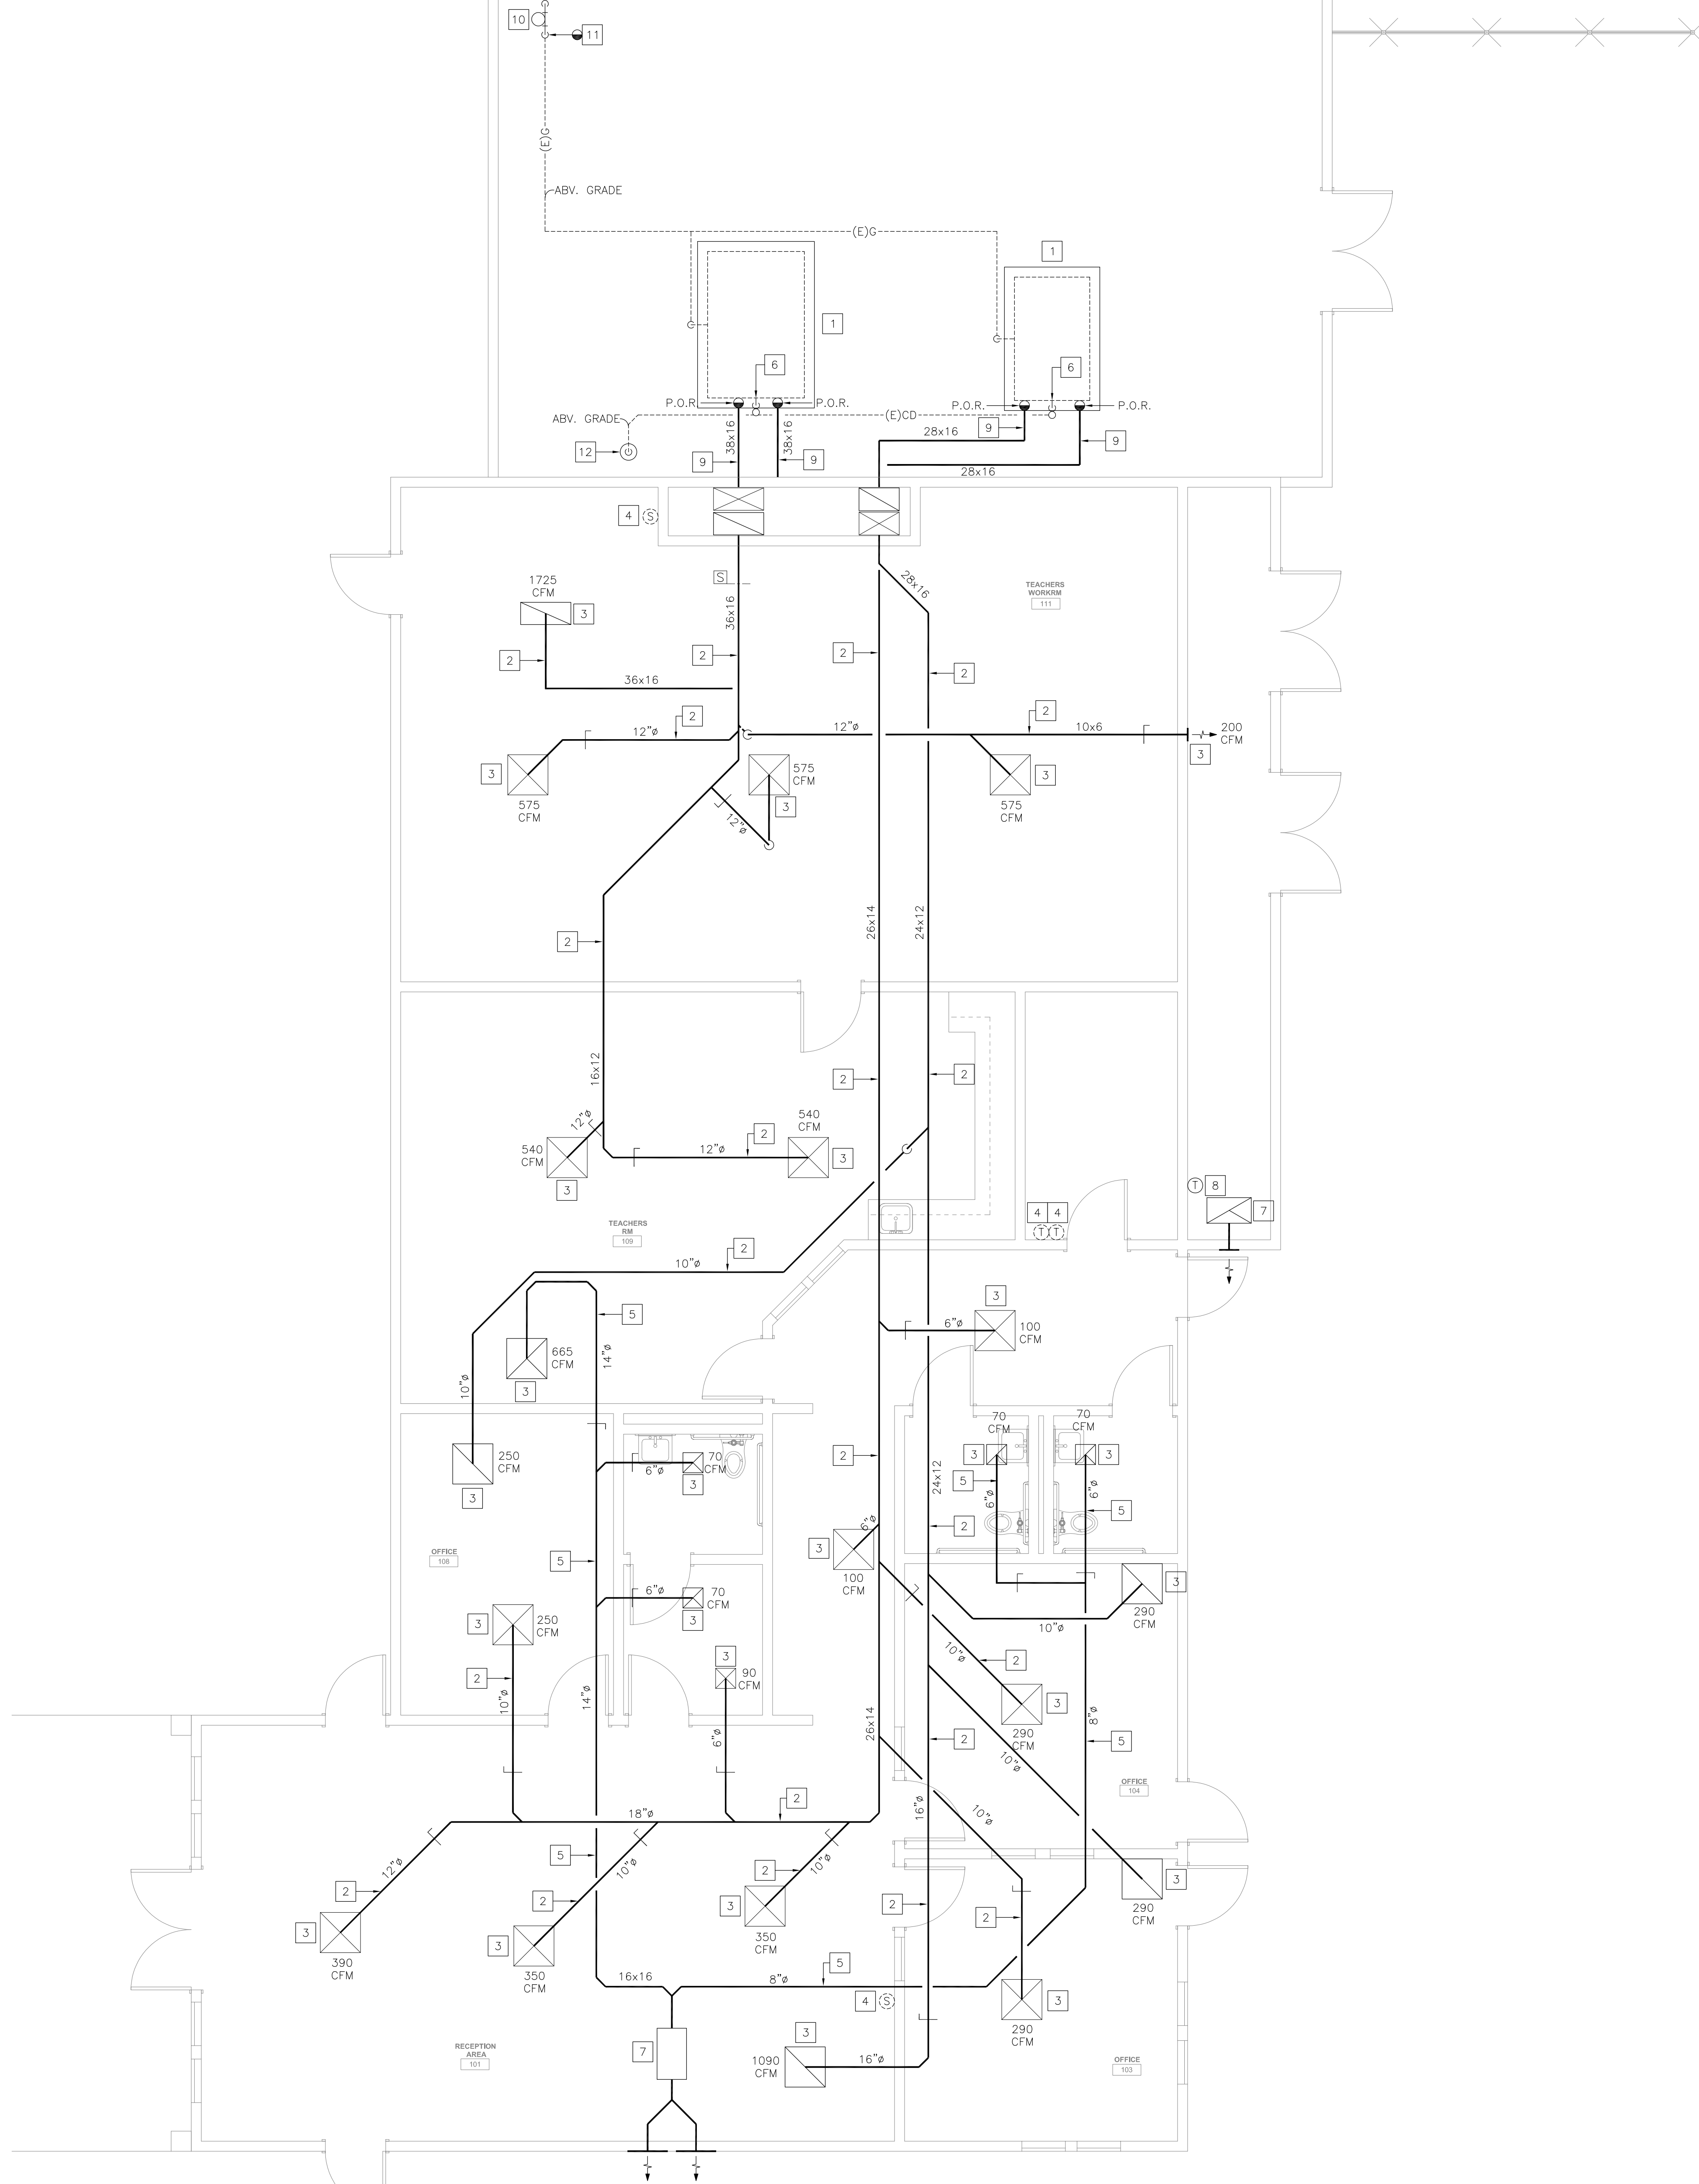 10
11
(E)G
ABV. GRADE
(E)G
1
1
6
6
P.O.R.
P.O.R.
P.O.R.
P.O.R.
(E)CD
ABV. GRADE
12
38x16
38x16
9
9
28x16
9
9
28x16
4 S
S
28x16
TEACHERS
WORKRM
111
1725
CFM
3
36x16
2
2
2
2
36x16
12"ø
2
12"ø
2
10x6
200
CFM
3
3
575
CFM
575
CFM
3
12"ø
3
575
CFM
2
26x14
24x12
16x12
2
2
12"ø
540
CFM
3
12"ø
2
540
CFM
3
TEACHERS
RM
109
T 8
7
4 4
T T
2
10"ø
5
665
CFM
3
14"ø
10"ø
3
6"ø
100
CFM
250
CFM
3
70
CFM
6"ø
3
2
24x12
70
CFM
3
70
CFM
3
5
6"ø
6"ø
5
2
OFFICE
108
5
6"ø
3
100
CFM
6"ø
70
CFM
3
3
290
CFM
10"ø
3
250
CFM
2
10"ø
3
90
CFM
6"ø
14"ø
10"ø
2
3
290
CFM
26x14
2
10"ø
8"ø
5
OFFICE
104
2
18"ø
16"ø
10"ø
5
12"ø
2
10"ø
2
2
10"ø
3
390
CFM
3
350
CFM
3
350
CFM
2
2
3
290
CFM
16x16
8"ø
5
4 S
3
290
CFM
RECEPTION
AREA
101
7
3
1090
CFM
16"ø
OFFICE
103